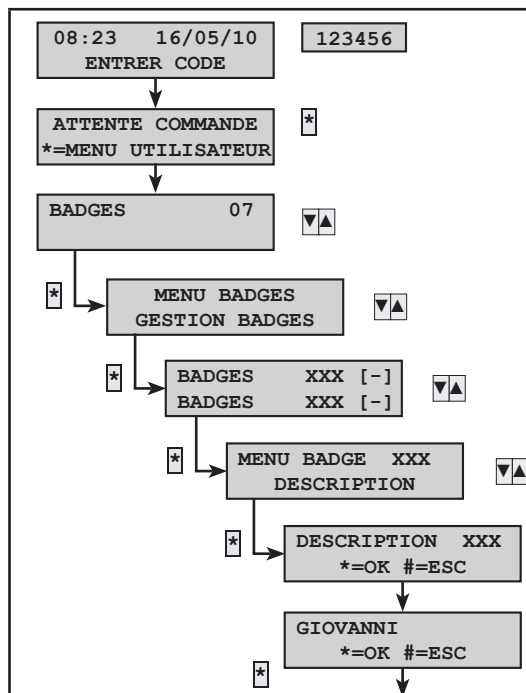 08:23 16/05/10
ENTRER CODE
123456
ATTENTE COMMANDE
*=MENU UTILISATEUR
*
BADGES 07
▼▲
*
MENU BADGES
GESTION BADGES
▼▲
*
BADGES XXX [-]
BADGES XXX [-]
▼▲
*
MENU BADGE XXX
DESCRIPTION
▼▲
*
DESCRIPTION XXX
*=OK #=ESC
GIOVANNI
*=OK #=ESC
*